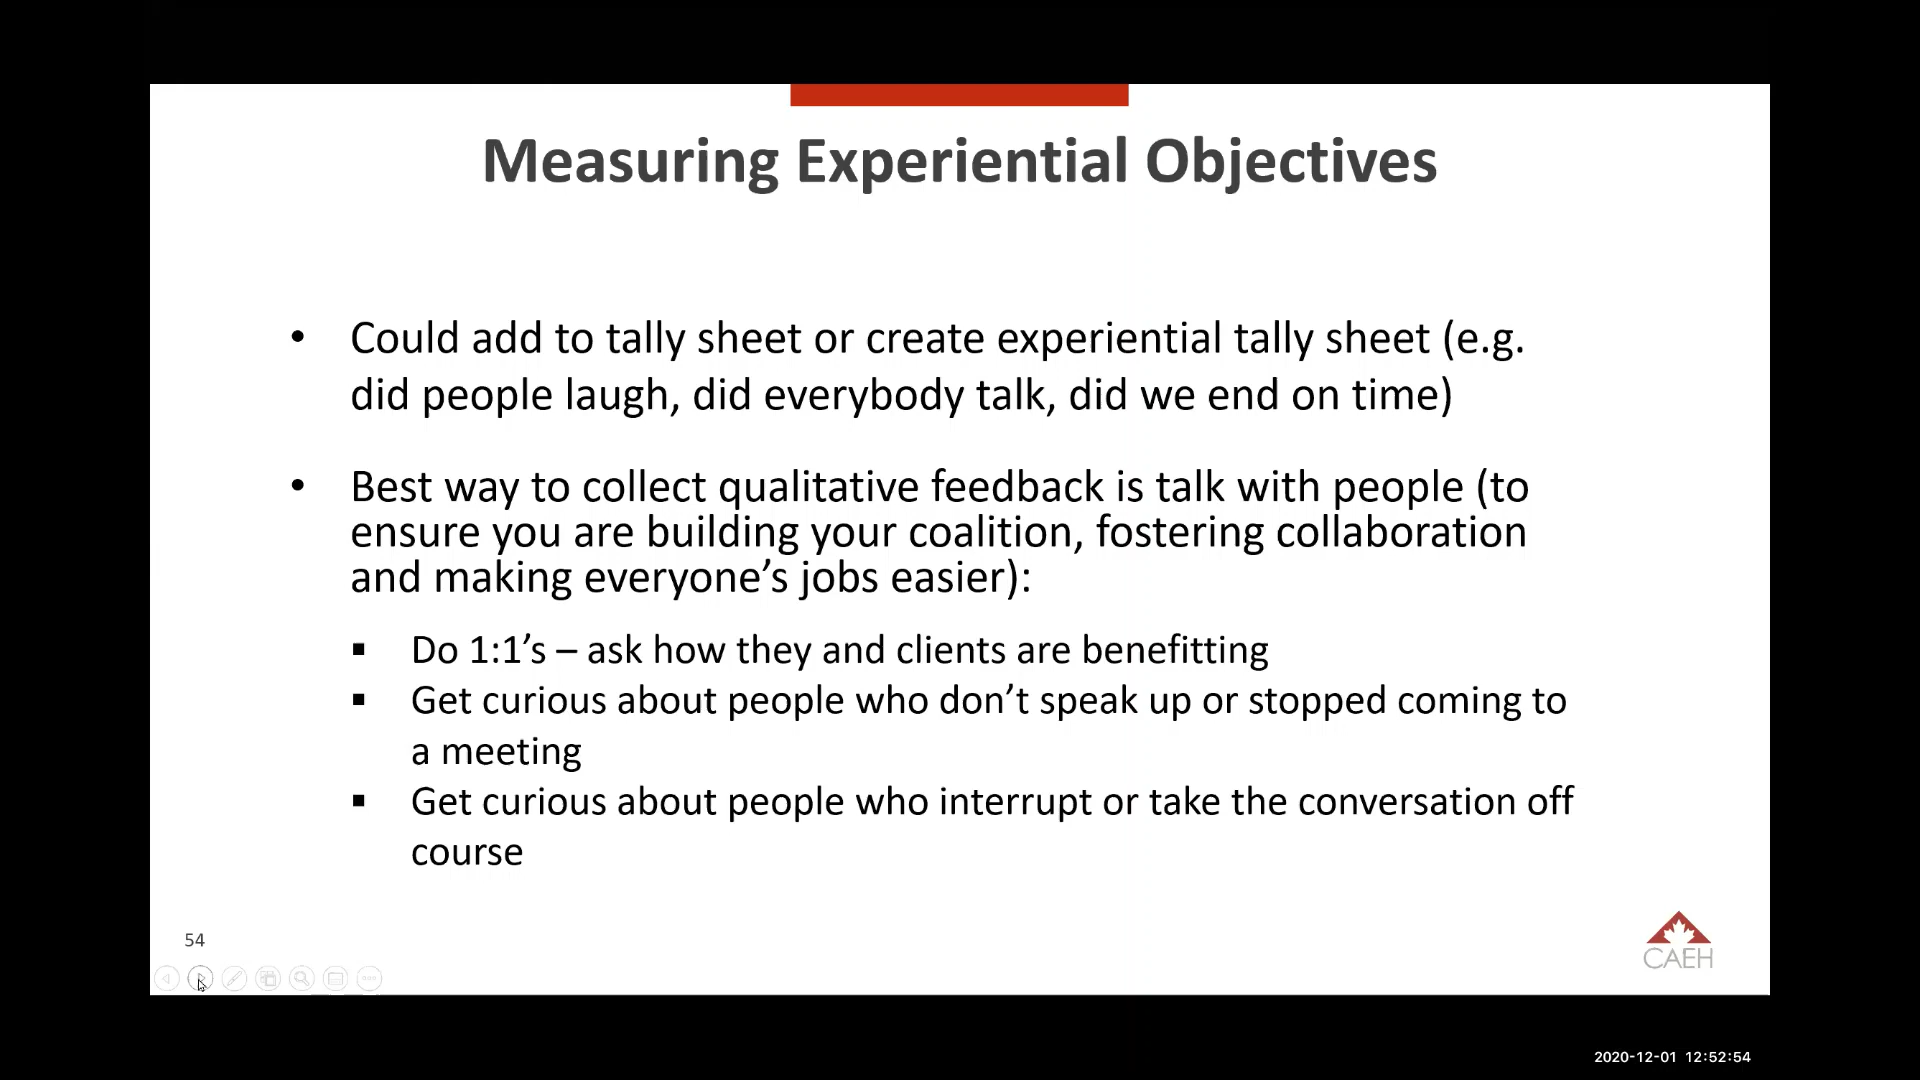 Measuring Experiential Objectives
• Could add to tally sheet or create experiential tally sheet (e.g.
did people laugh, did everybody talk, did we end on time)
• Best way to collect qualitative feedback is talk with people (to
ensure you are building your coalition, fostering collaboration
and making everyone’s jobs easier):
▪ Do 1:1’s – ask how they and clients are benefitting
▪ Get curious about people who don’t speak up or stopped coming to
a meeting
▪ Get curious about people who interrupt or take the conversation off
course
54
CAEH
2020-12-01 12:52:54